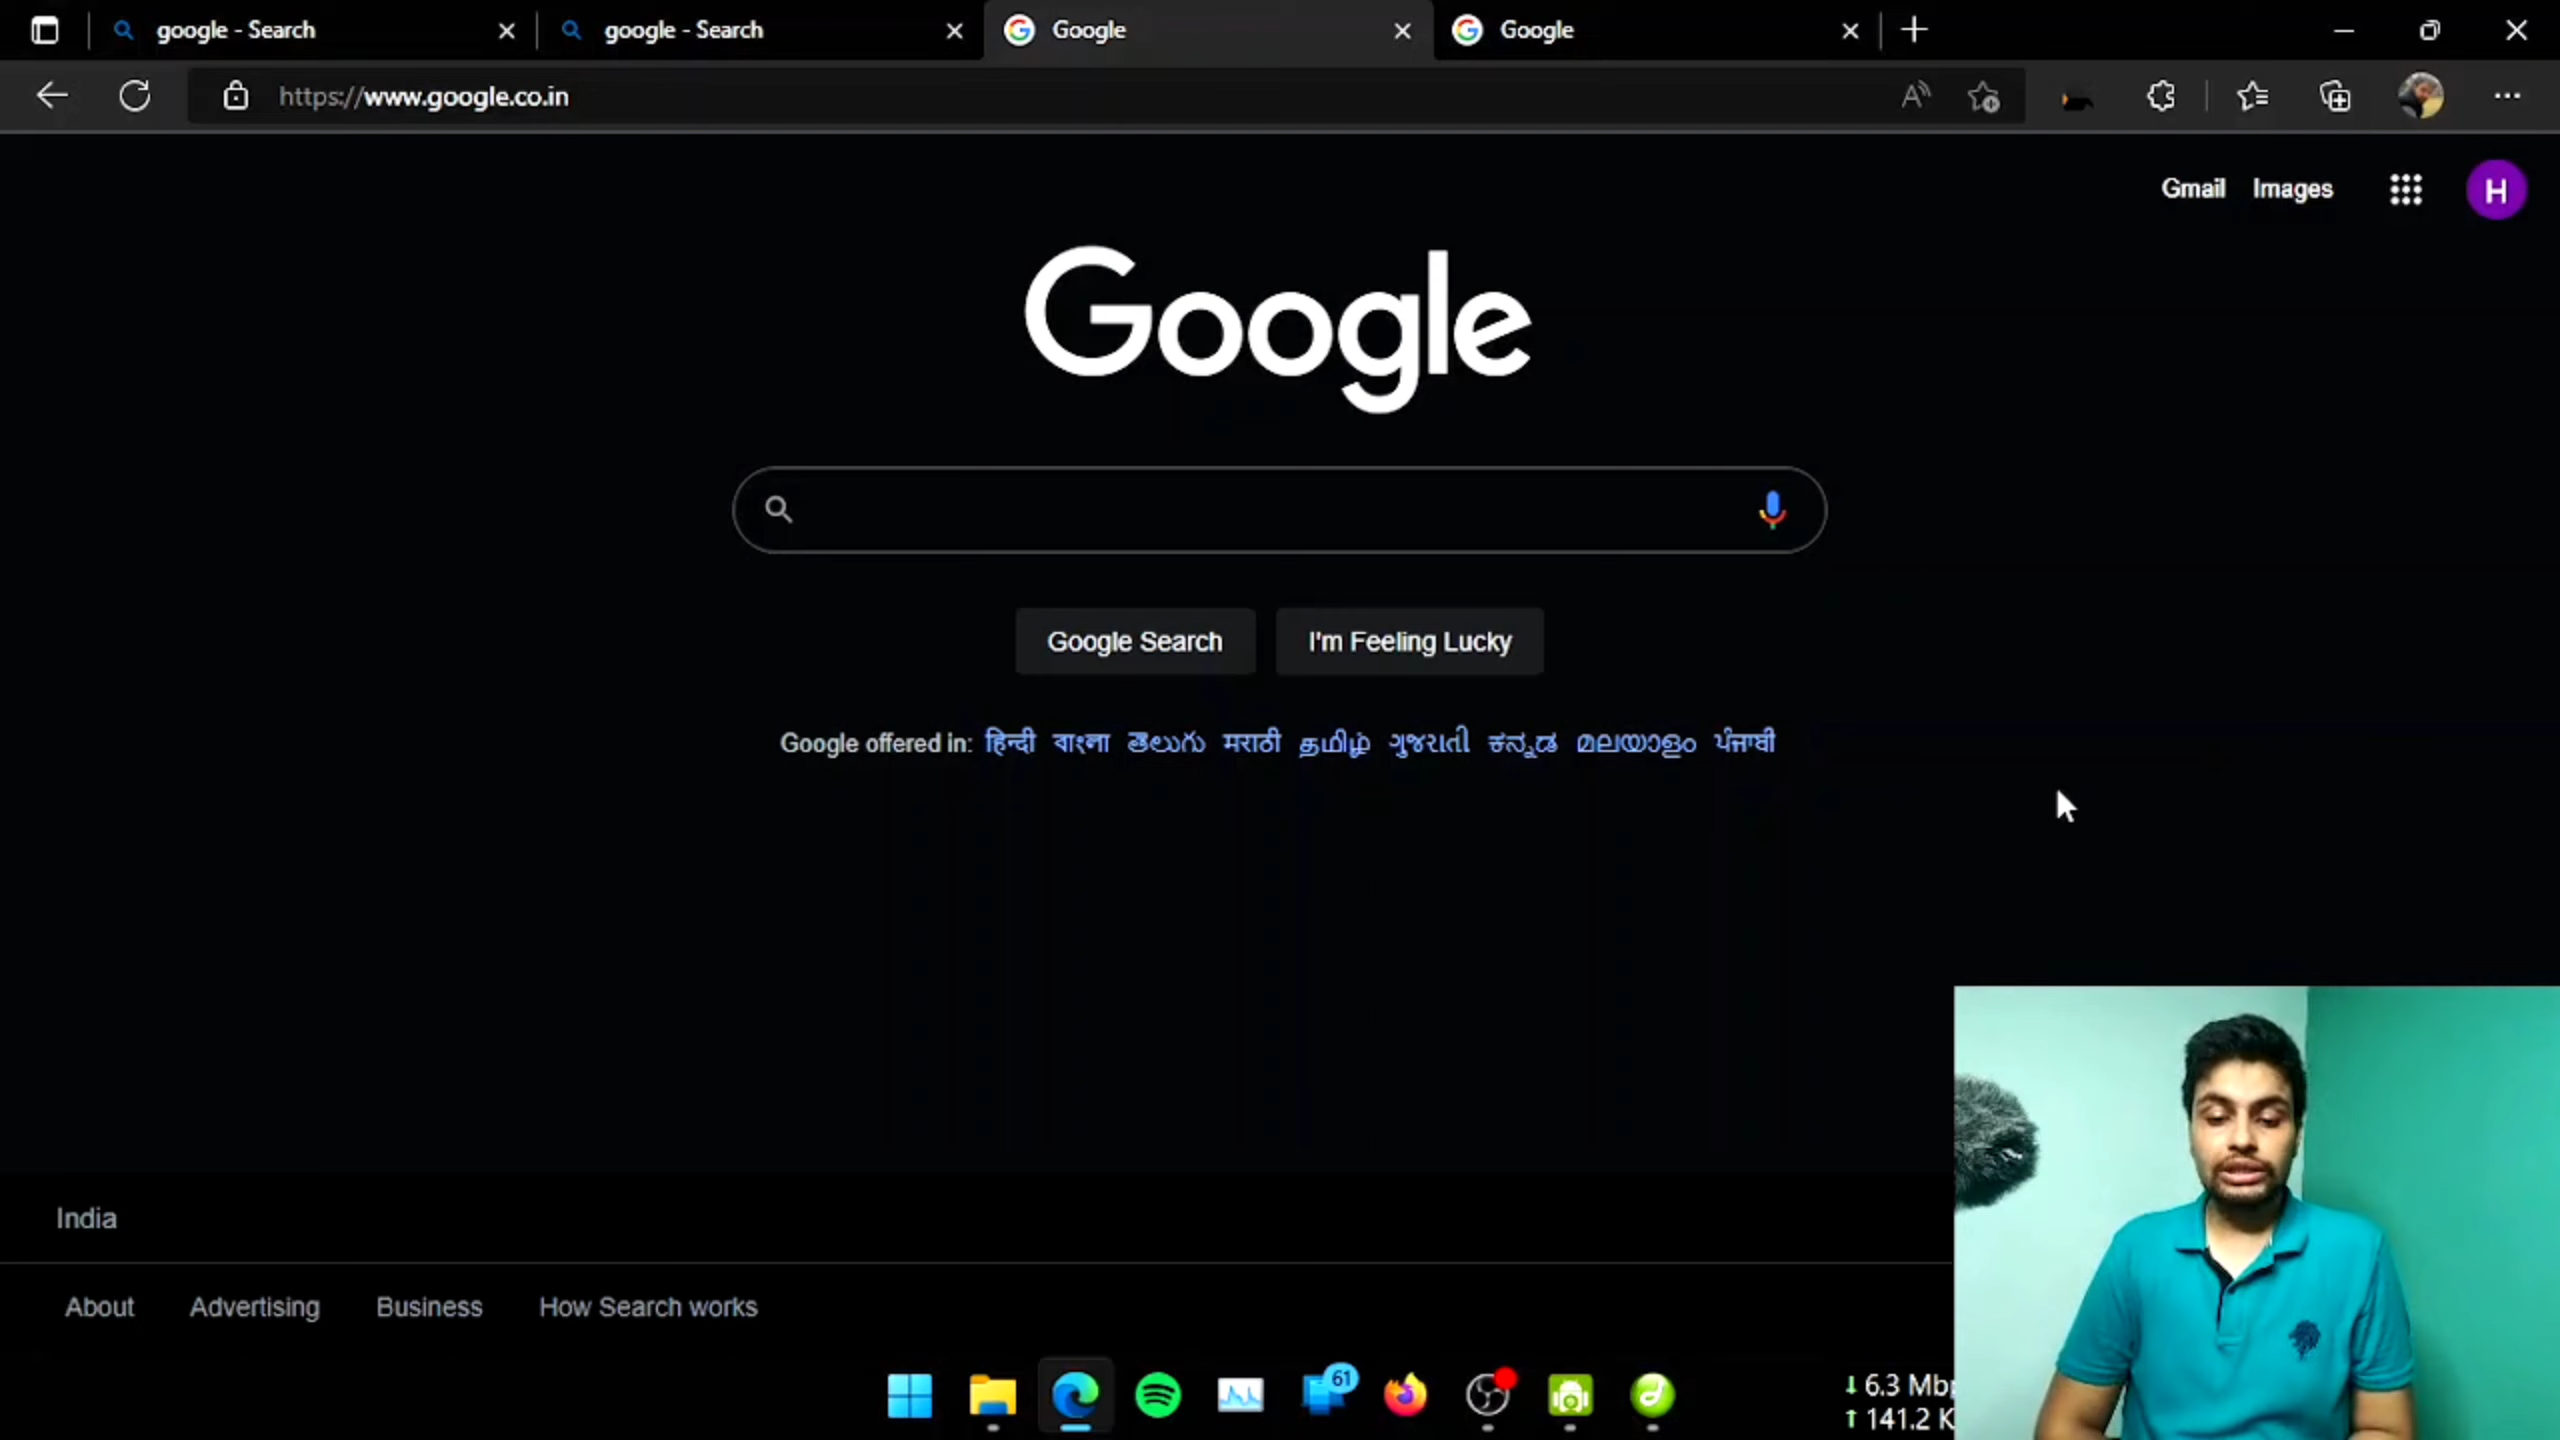 google - Search
google - Search
Google
Google
https://www.google.co.in
Gmail Images
H
Google
Google Search
I'm Feeling Lucky
Google offered in: हिन्दी বাংলা తెలుగు मराठी தமிழ் ગુજરાતી ಕನ್ನಡ മലയാളം ਪੰਜਾਬੀ
India
About Advertising Business How Search works
61
↓ 6.3
↑ 141.2